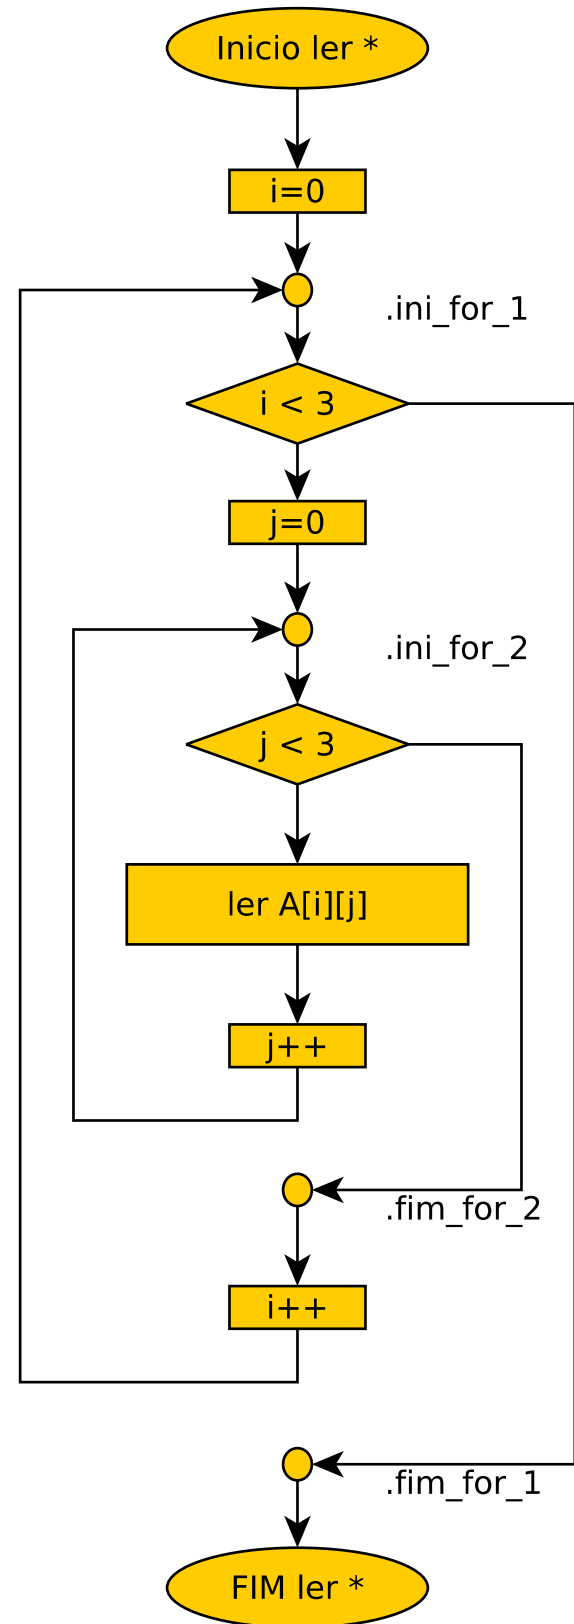 Inicio ler *
i=0
.ini_for_1
i < 3
j=0
.ini_for_2
j < 3
ler A[i][j]
j++
.fim_for_2
i++
.fim_for_1
FIM ler *